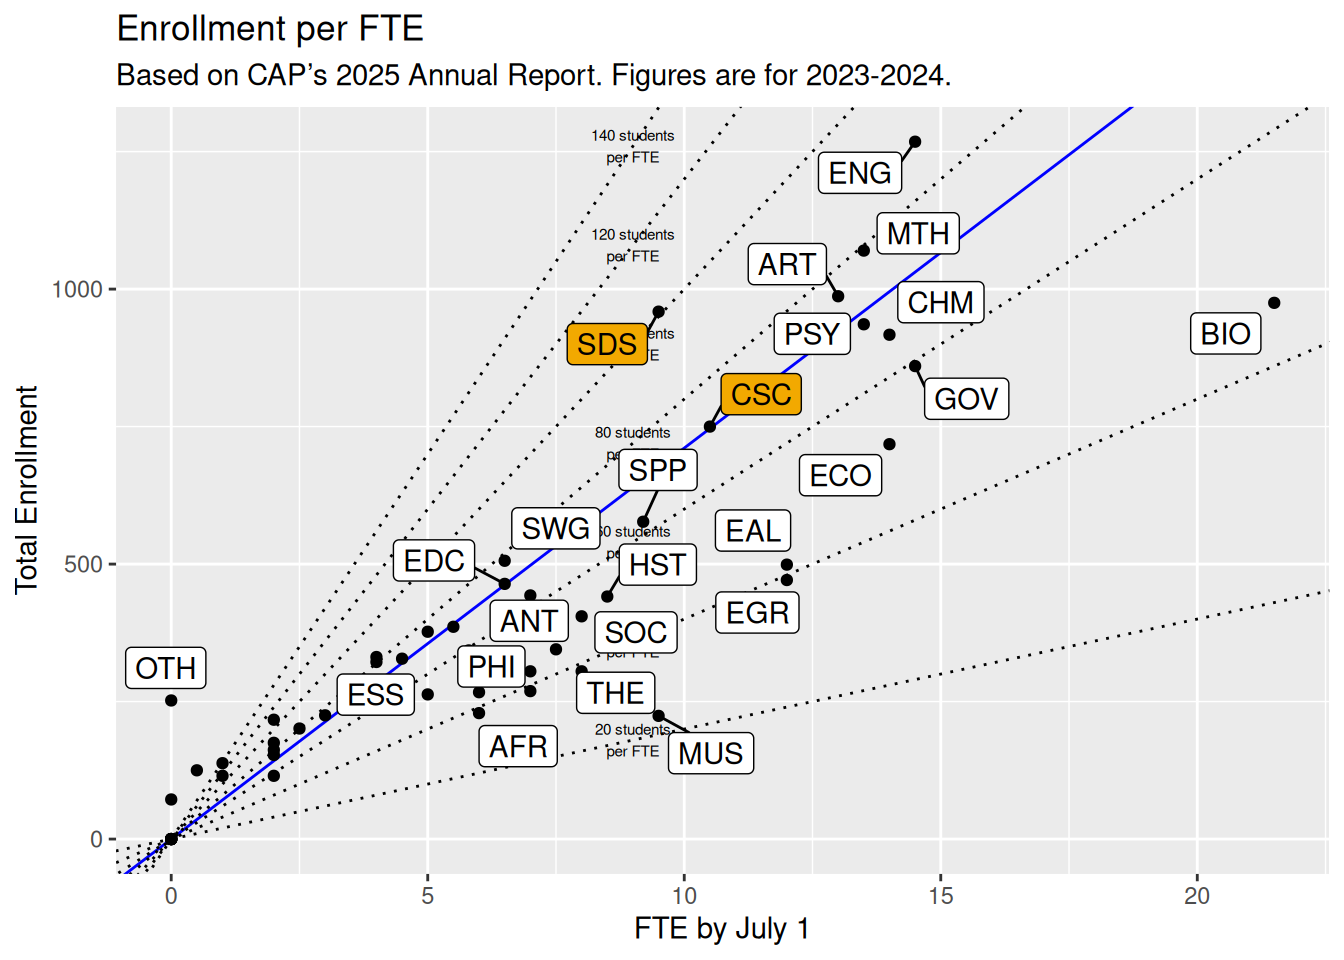 Enrollment per FTE
Based on CAP’s 2025 Annual Report. Figures are for 2023-2024.
140 students
per FTE
ENG
120 students
per FTE
MTH
ART
CHM
PSY
BIO
SDS
CSC
GOV
80 students
SPP
ECO
SWG
students
EAL
EDC
HST
ANT
EGR
SOC
per FTE
OTH
PHI
ESS
THE
20 students
per FTE
AFR
MUS
1000
500
0
Total Enrollment
0
5
10
15
20
FTE by July 1